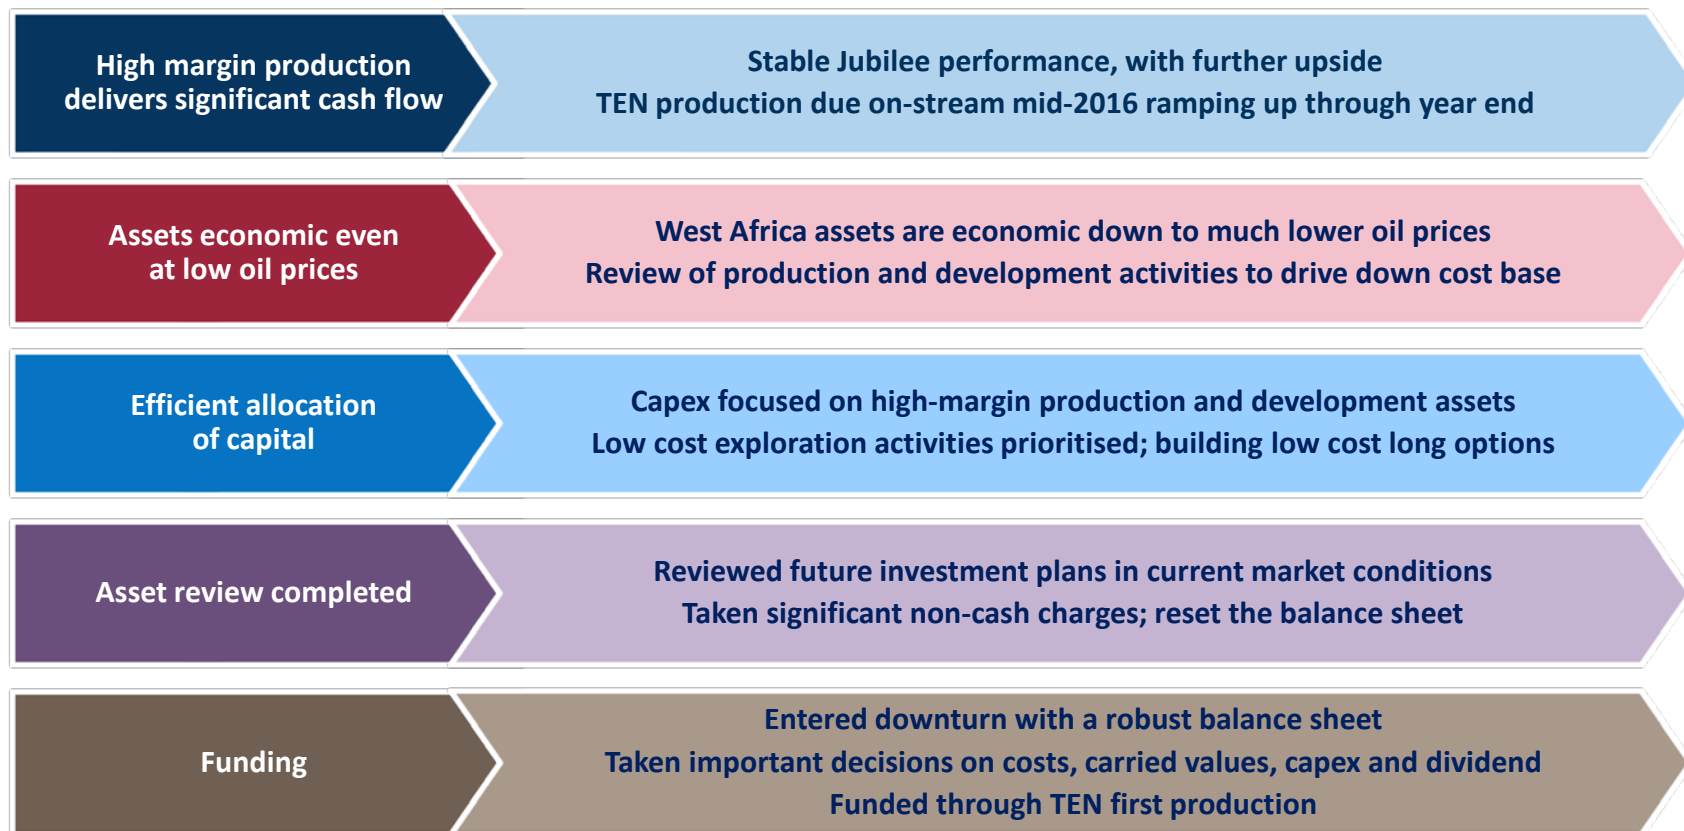 High margin production
delivers significant cash flow
Stable Jubilee performance, with further upside
TEN production due on-stream mid-2016 ramping up through year end
Assets economic even
at low oil prices
West Africa assets are economic down to much lower oil prices
Review of production and development activities to drive down cost base
Efficient allocation
of capital
Capex focused on high-margin production and development assets
Low cost exploration activities prioritised; building low cost long options
Asset review completed
Reviewed future investment plans in current market conditions
Taken significant non-cash charges; reset the balance sheet
Funding
Entered downturn with a robust balance sheet
Taken important decisions on costs, carried values, capex and dividend
Funded through TEN first production